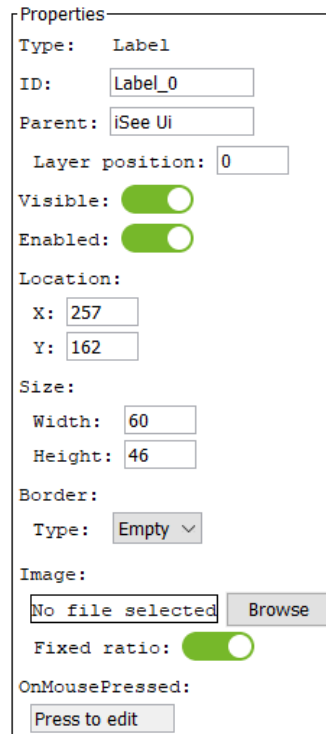 Properties
Type: Label
ID: Label_0
Parent: iSee Ui
Layer position: 0
Visible:
Enabled:
Location:
X: 257
Y: 162
Size:
Width: 60
Height: 46
Border:
Type: Empty
Image:
No file selected Browse
Fixed ratio:
OnMousePressed:
Press to edit